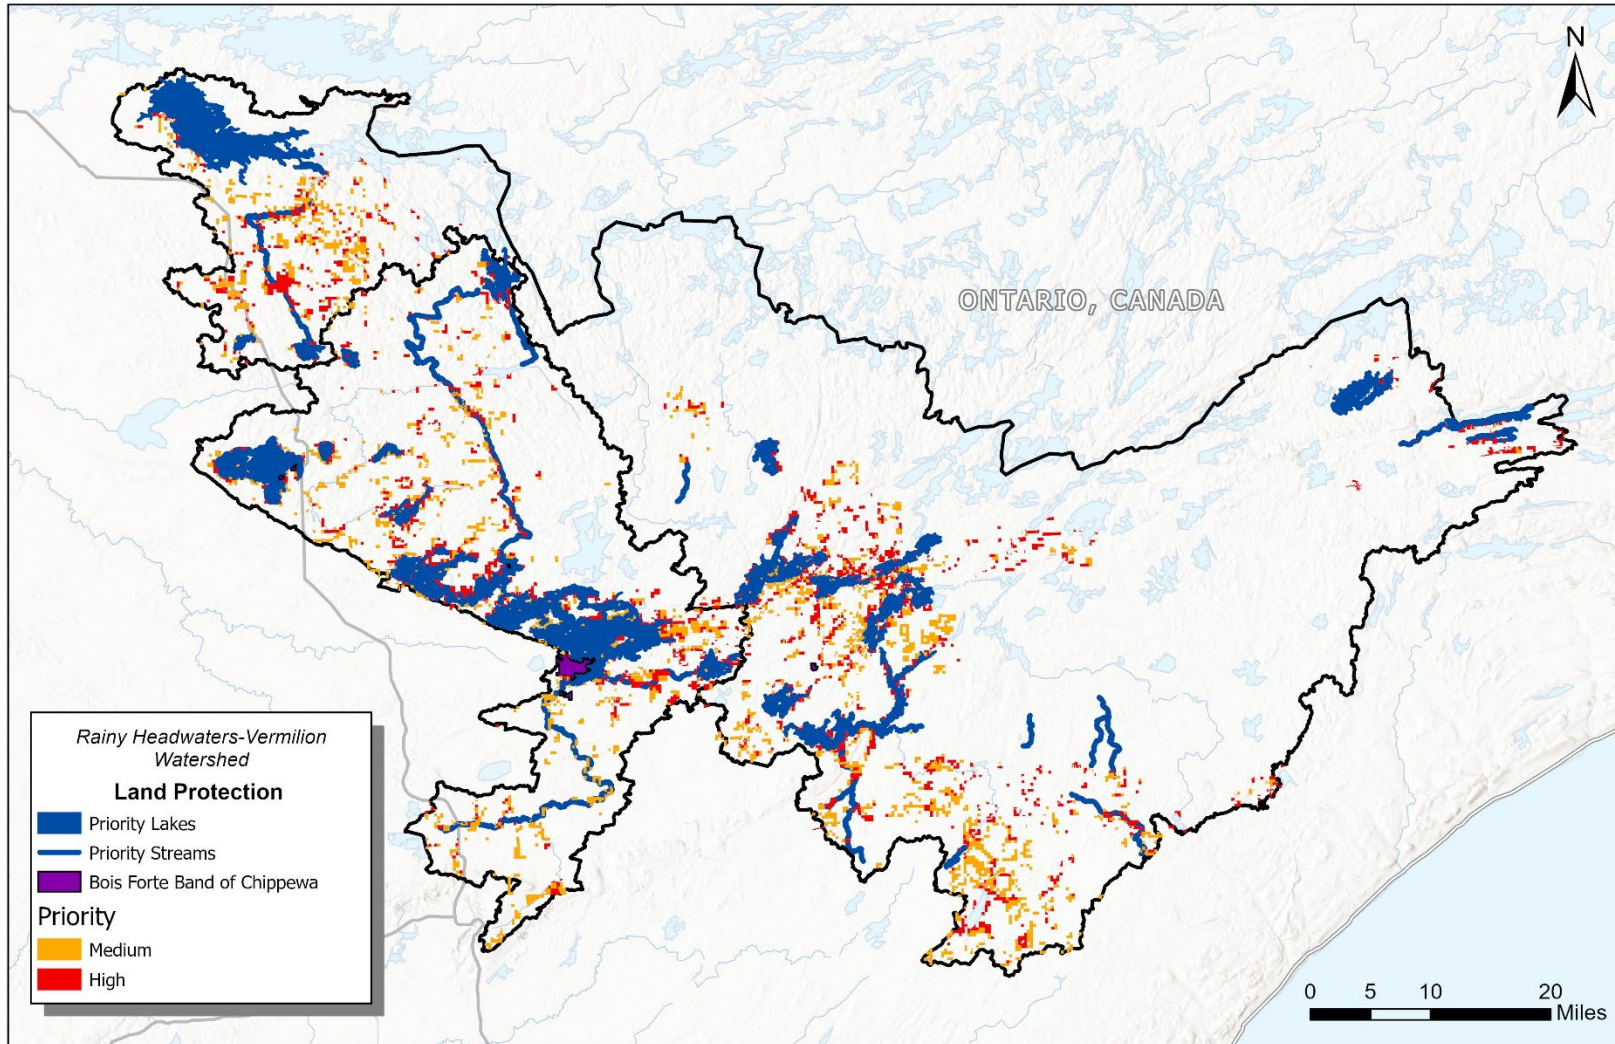 N
ONTARIO, CANADA
Rainy Headwaters-Vermilion
Watershed
Land Protection
Priority Lakes
Priority Streams
Bois Forte Band of Chippewa
Priority
Medium
High
0 5 10 20
Miles